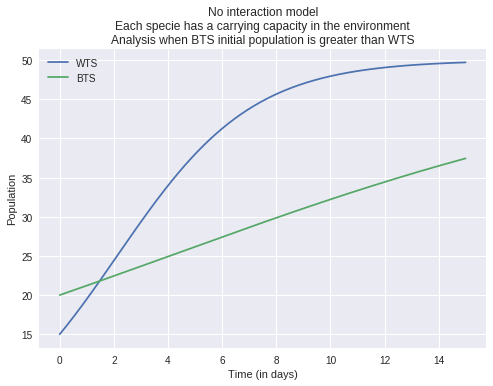 No interaction model
Each specie has a carrying capacity in the environment
Analysis when BTS initial population is greater than WTS
WTS
BTS
50
45
40
35
30
25
20
15
Population
0 2 4 6 8 10 12 14
Time (in days)